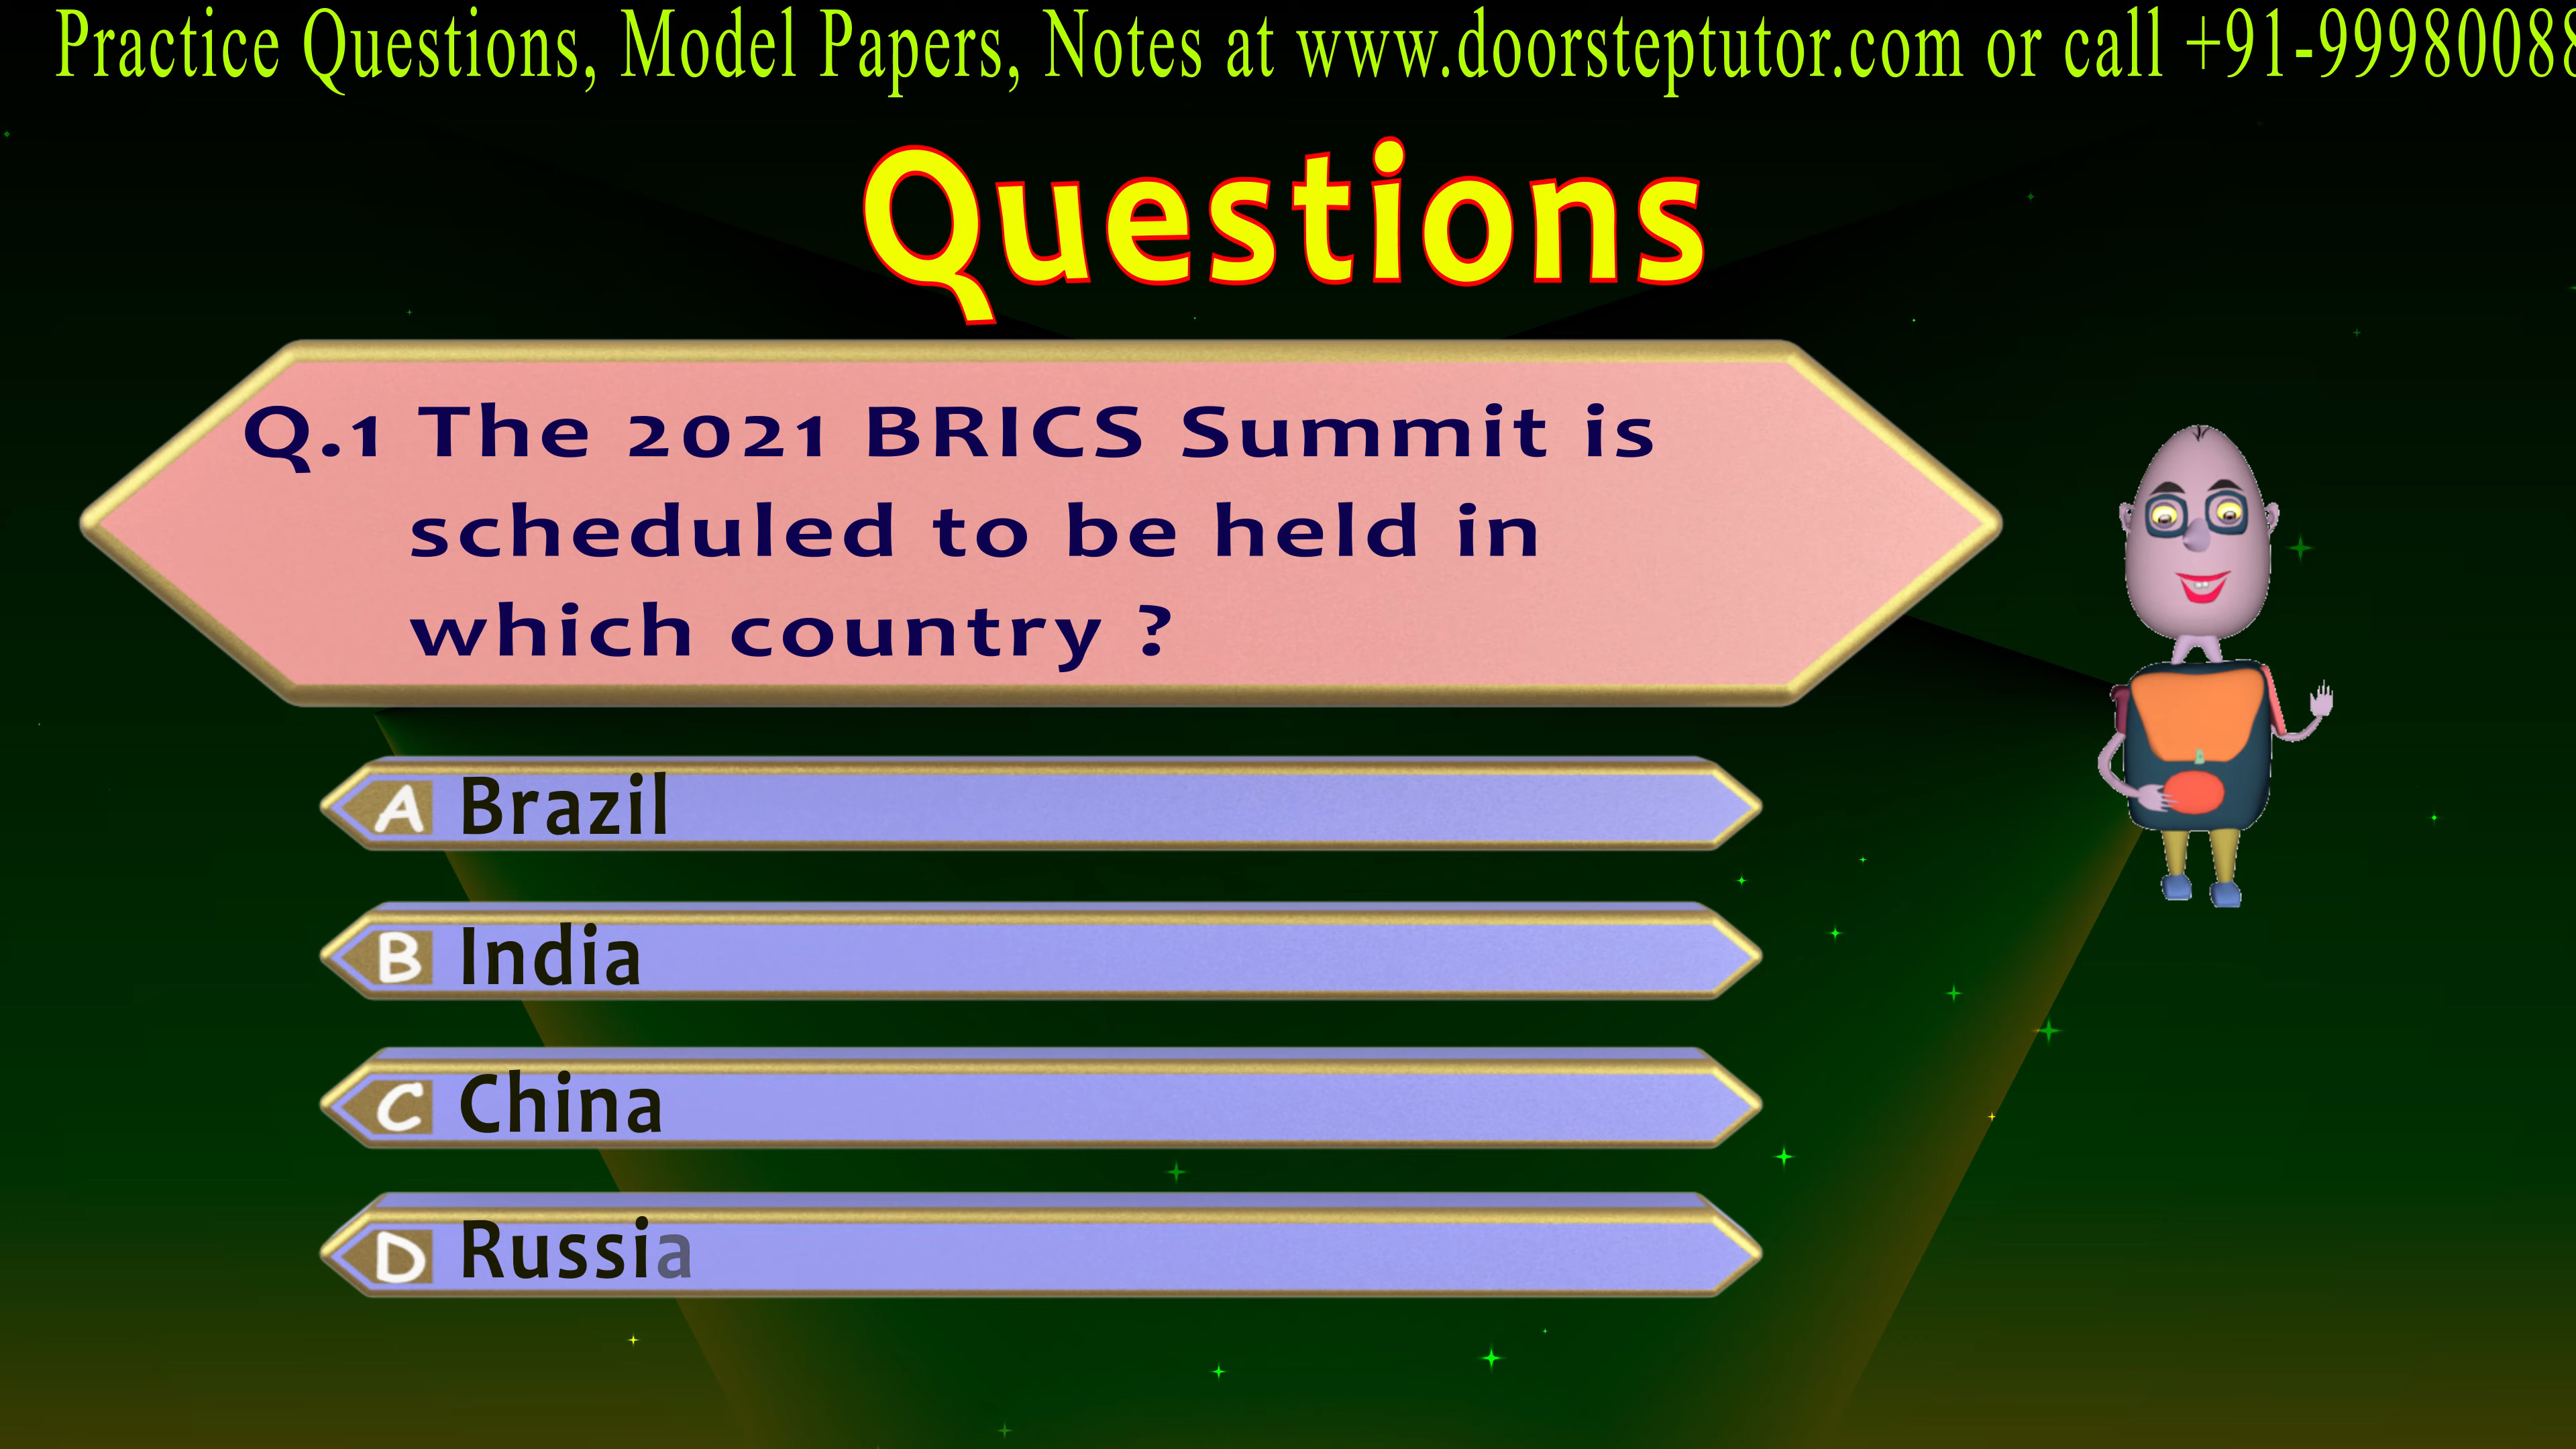 Practice Questions, Model Papers, Notes at www.doorsteptutor.com or call +91-99980088
Questions
Q.1 The 2021 BRICS Summit is
scheduled to be held in
which country ?
A Brazil
B India
C China
D Russia